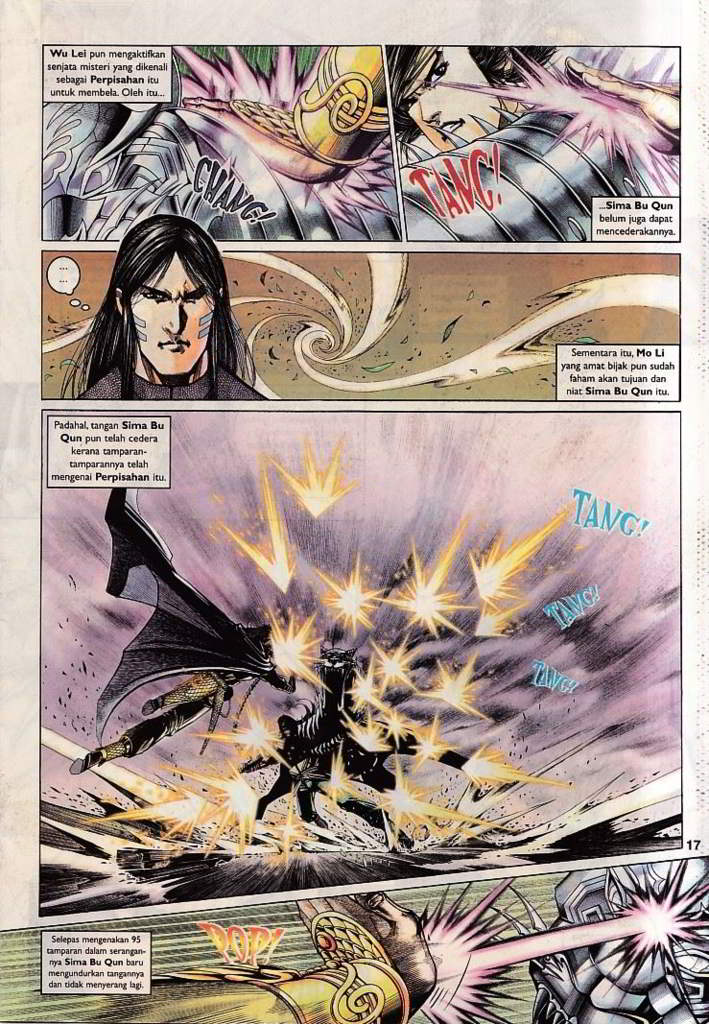 Wu Lei pun mengaktifkan
senjata misteri yang dikenali
sebagai Perpisahan itu
untuk membela. Oleh itu...
CHANG!
TANG!
...Sima Bu Qun
belum juga dapat
mencederakannya.
...
...
Sementara itu, Mo Li
yang amat bijak pun sudah
faham akan tujuan dan
niat Sima Bu Qun itu.
Padahal, tangan Sima Bu
Qun pun telah cedera
kerana tamparan-
tamparannya telah
mengenai Perpisahan itu.
TANG!
TANG!
TANG!
17
Selepas mengenakan 95
tamparan dalam serangan-
nya Sima Bu Qun baru
mengundurkan tangannya
dan tidak menyerang lagi.
POP!